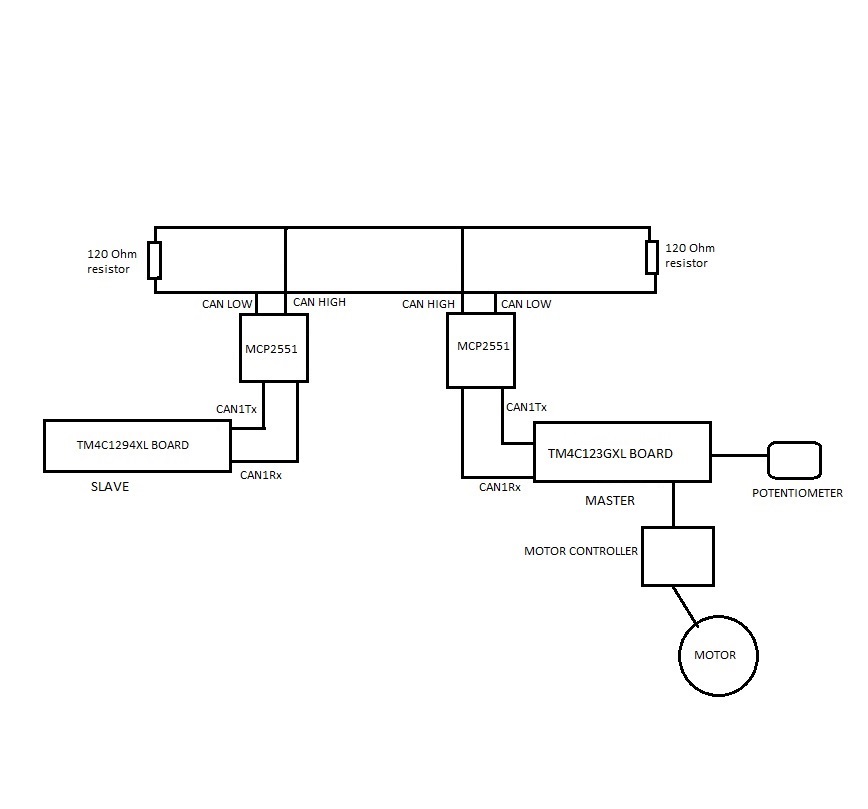 120 Ohm
resistor
120 Ohm
resistor
CAN LOW
CAN HIGH
CAN HIGH
CAN LOW
MCP2551
MCP2551
CAN1Tx
CAN1Tx
TM4C1294XL BOARD
TM4C123GXL BOARD
CAN1Rx
CAN1Rx
SLAVE
MASTER
POTENTIOMETER
MOTOR CONTROLLER
MOTOR